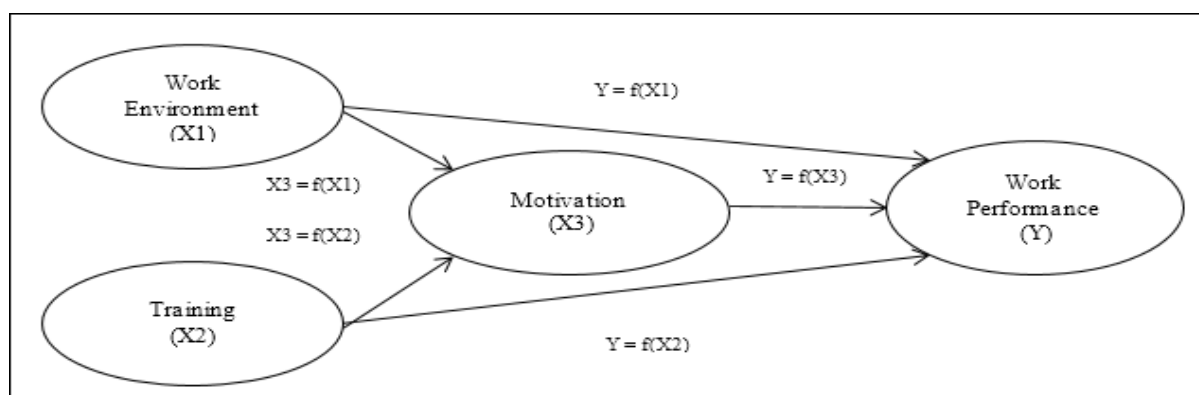 Work
Environment
(X1)
Y = f(X1)
X3 = f(X1)
Motivation
(X3)
Y = f(X3)
Work
Performance
(Y)
X3 = f(X2)
Training
(X2)
Y = f(X2)